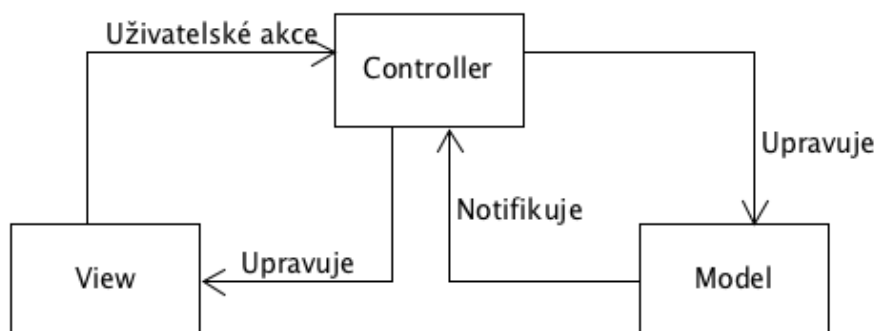 Uživatelské akce
Controller
Upravuje
Notifikuje
View
Upravuje
Model